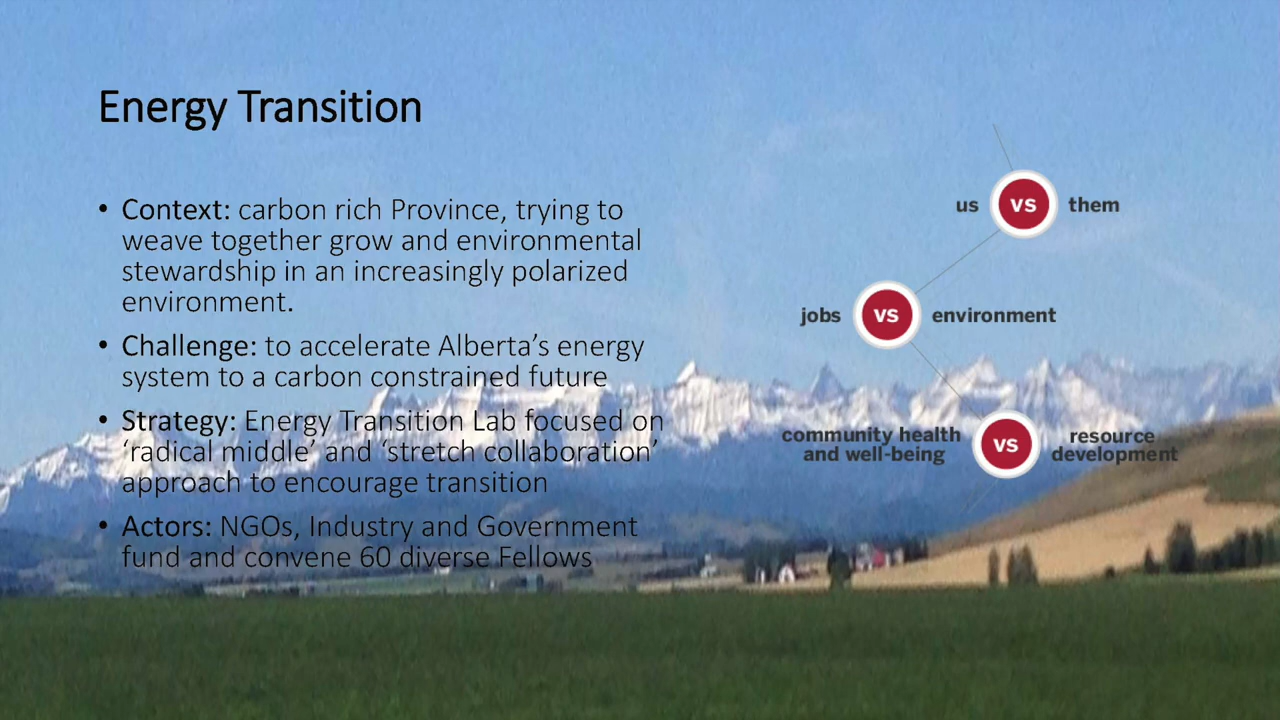 Energy Transition
• Context: carbon rich Province, trying to
weave together grow and environmental
stewardship in an increasingly polarized
environment.
• Challenge: to accelerate Alberta’s energy
system to a carbon constrained future
• Strategy: Energy Transition Lab focused on
‘radical middle’ and ‘stretch collaboration’
approach to encourage transition
• Actors: NGOs, Industry and Government
fund and convene 60 diverse Fellows
us vs them
jobs vs environment
community health
and well-being
vs
resource
development